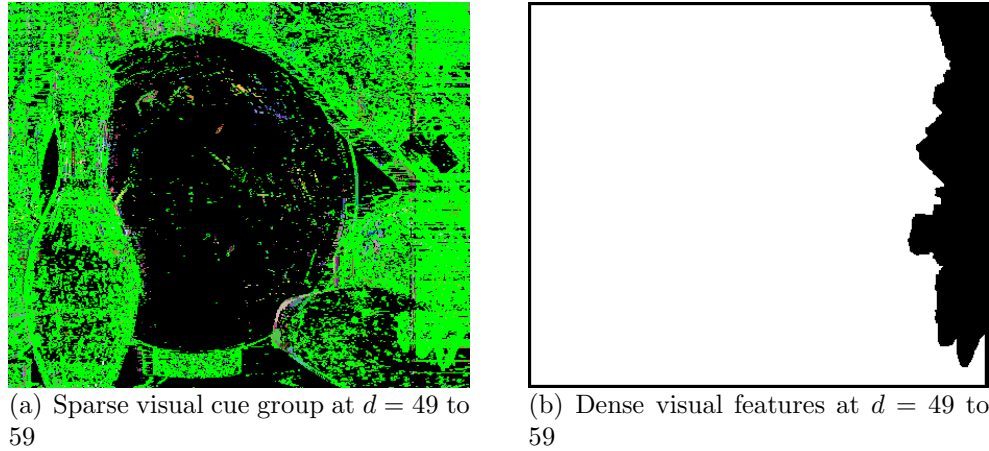 (a) Sparse visual cue group at d = 49 to
59
(b) Dense visual features at d = 49 to
59